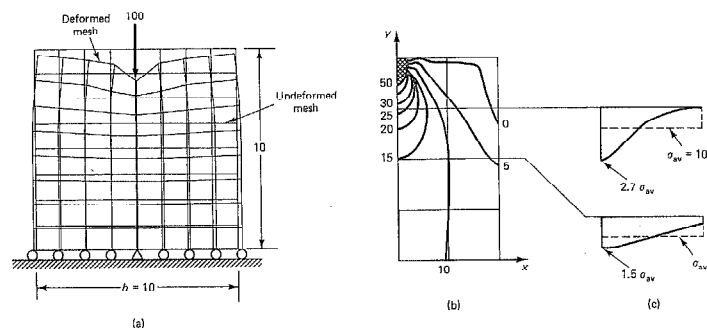 Deformed
mesh
100
Undeformed
mesh
10
b = 10
(a)
y
50
30
25
20
15
0
5
10
x
(b)
σav = 10
2.7 σav
1.5 σav
σav
(c)